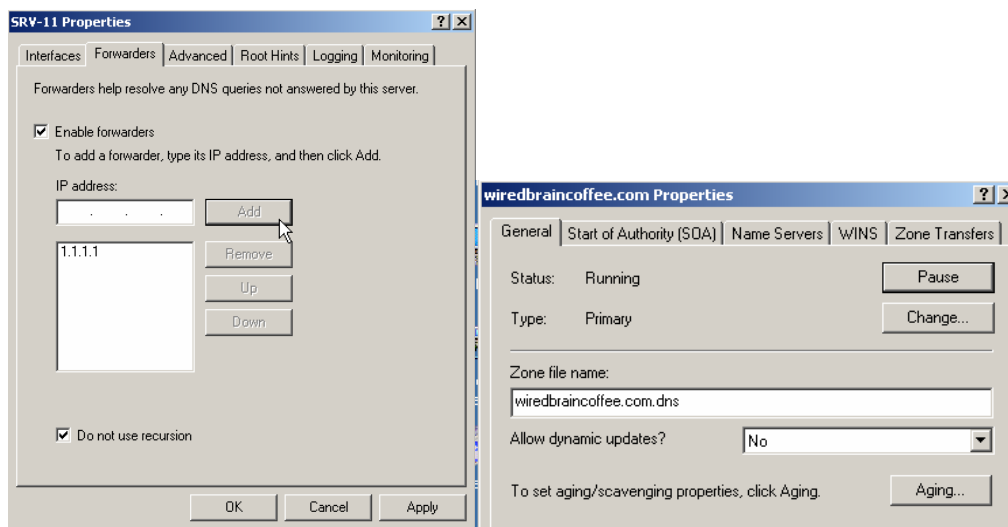 SRV-11 Properties
Interfaces Forwarders Advanced Root Hints Logging Monitoring
Forwarders help resolve any DNS queries not answered by this server.
Enable forwarders
To add a forwarder, type its IP address, and then click Add.
IP address:
. . . Add
1.1.1.1
Remove
Up
Down
Do not use recursion
OK Cancel Apply
wiredbraincoffee.com Properties
General Start of Authority (SOA) Name Servers WINS Zone Transfers
Status: Running Pause
Type: Primary Change...
Zone file name:
wiredbraincoffee.com.dns
Allow dynamic updates? No
To set aging/scavenging properties, click Aging. Aging...